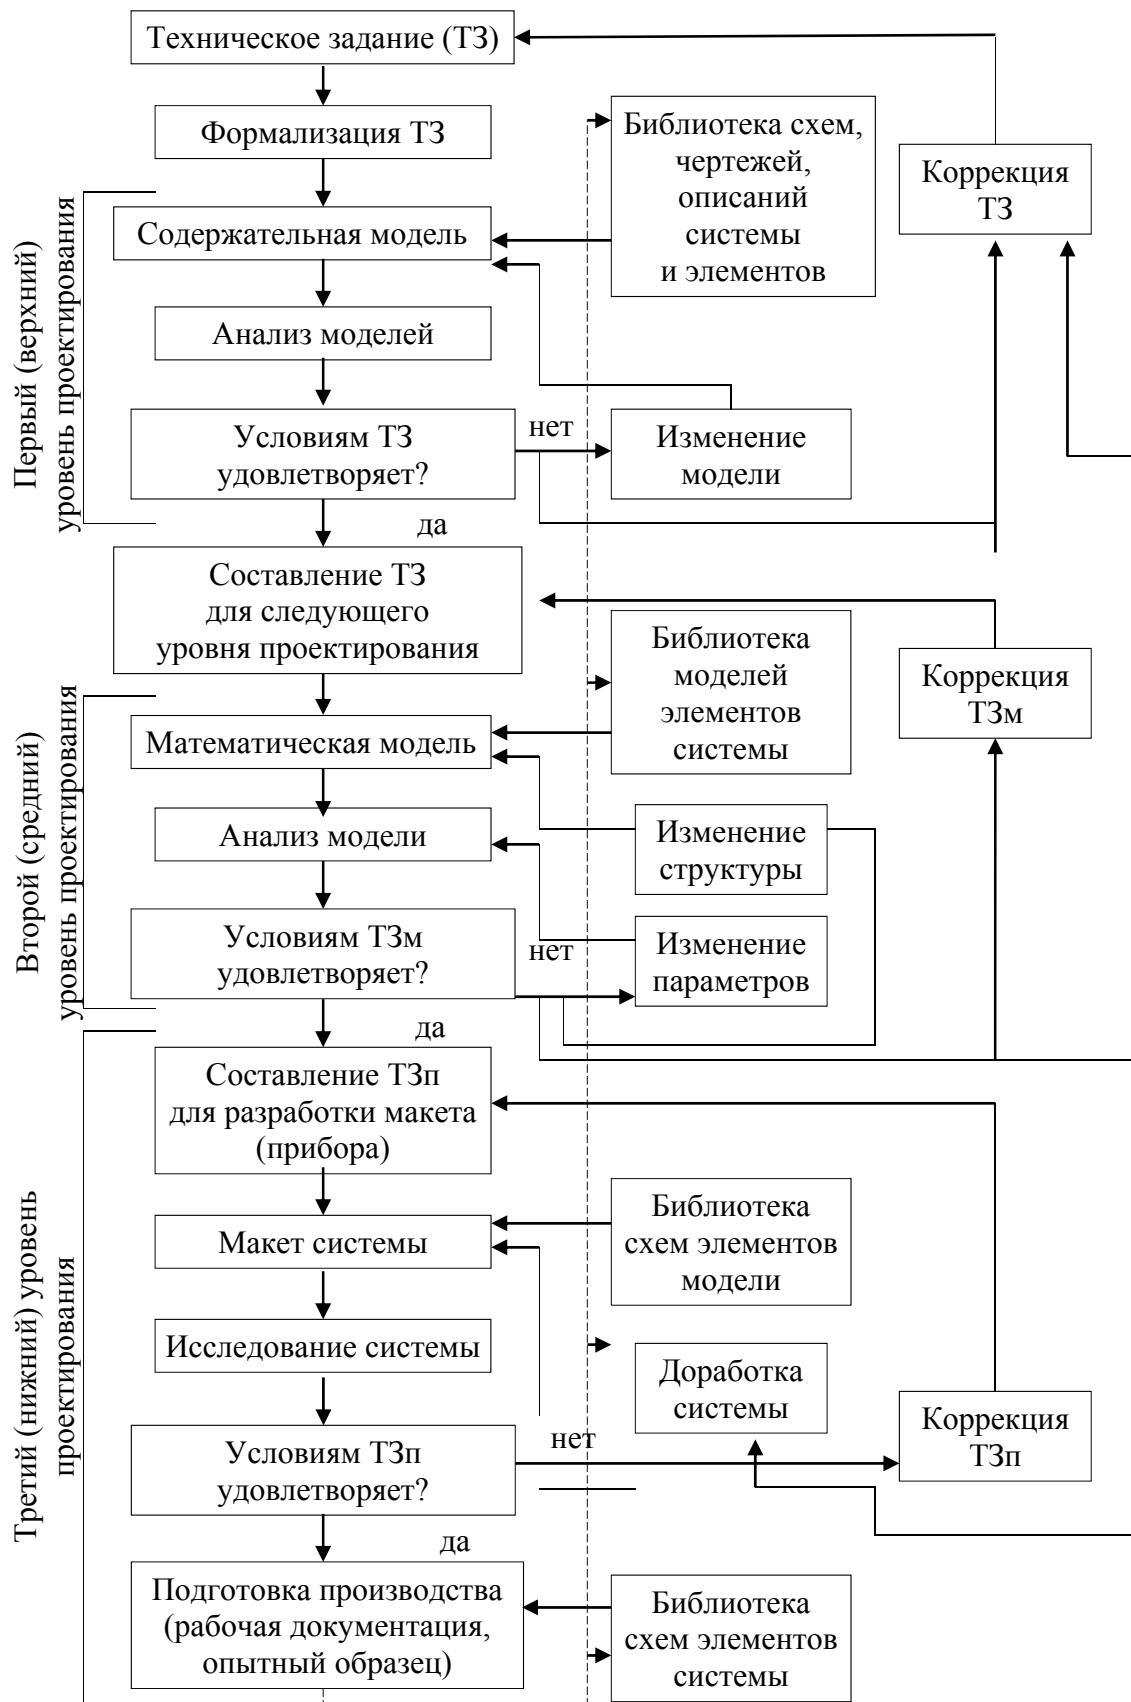 Техническое задание (ТЗ)
Формализация ТЗ
Библиотека схем,
чертежей,
описаний
системы
и элементов
Коррекция
ТЗ
Первый (верхний)
уровень проектирования
Содержательная модель
Анализ моделей
Условиям ТЗ
удовлетворяет?
нет
Изменение
модели
да
Составление ТЗ
для следующего
уровня проектирования
Библиотека
моделей
элементов
системы
Коррекция
ТЗм
Второй (средний)
уровень проектирования
Математическая модель
Анализ модели
Изменение
структуры
Условиям ТЗм
удовлетворяет?
нет
Изменение
параметров
да
Составление ТЗп
для разработки макета
(прибора)
Третий (нижний) уровень
проектирования
Макет системы
Библиотека
схем элементов
модели
Исследование системы
Доработка
системы
Коррекция
ТЗп
Условиям ТЗп
удовлетворяет?
нет
да
Подготовка производства
(рабочая документация,
опытный образец)
Библиотека
схем элементов
системы